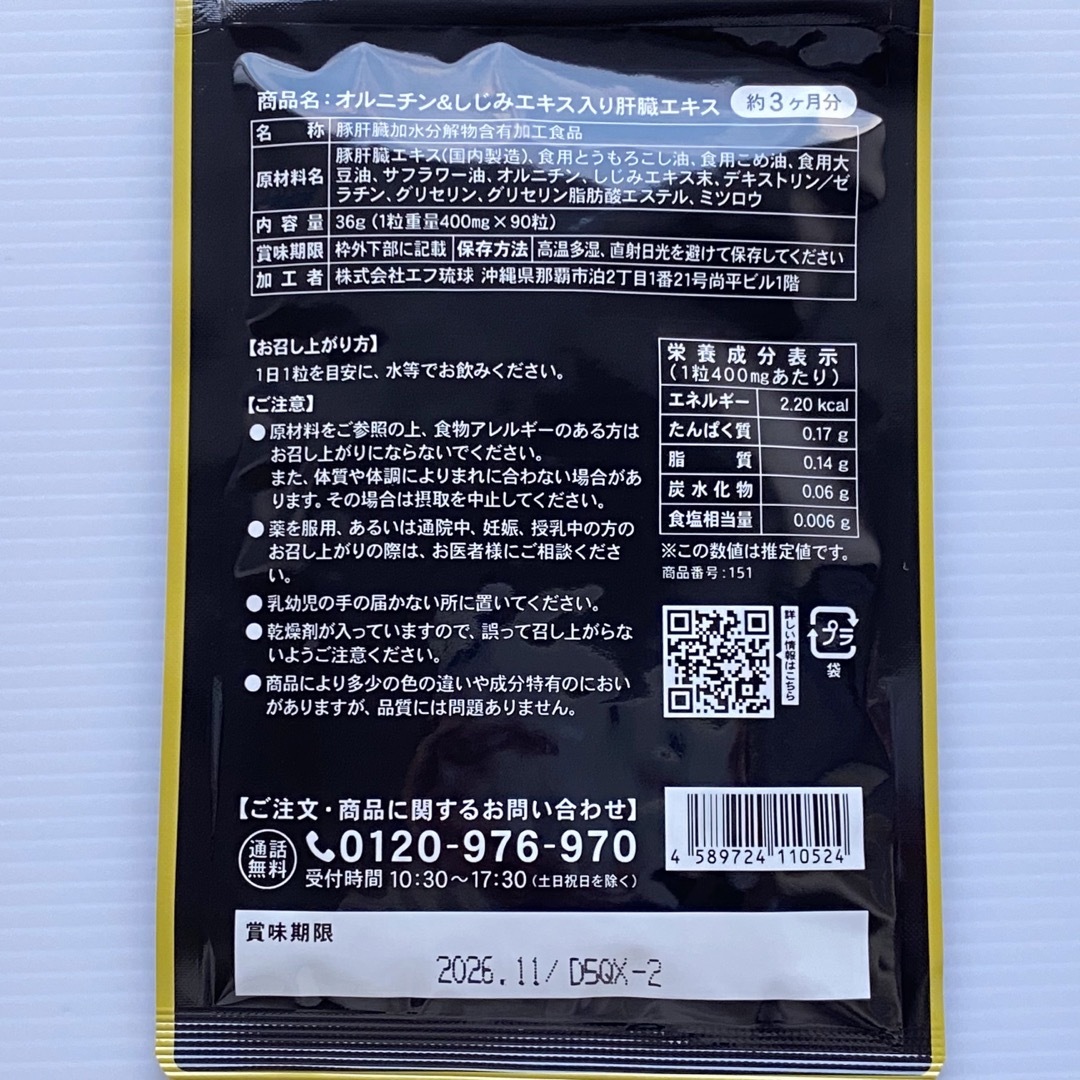 商品名：オルニチン&しじみエキス入り肝臓エキス 約3ヶ月分
名称 豚肝臓加水分解物含有加工食品
原材料名 豚肝臓エキス(国内製造)、食用とうもろこし油、食用こめ油、食用大
豆油、サフラワー油、オルニチン、しじみエキス末、デキストリン／ゼ
ラチン、グリセリン、グリセリン脂肪酸エステル、ミツロウ
内容量 36g (1粒重量400mg×90粒)
賞味期限 枠外下部に記載 保存方法 高温多湿、直射日光を避けて保存してください
加工者 株式会社エフ琉球 沖縄県那覇市泊2丁目1番21号尚平ビル1階
【お召し上がり方】
1日1粒を目安に、水等でお飲みください。
【ご注意】
●原材料をご参照の上、食物アレルギーのある方は
お召し上がりにならないでください。
また、体質や体調によりまれに合わない場合があ
ります。その場合は摂取を中止してください。
●薬を服用、あるいは通院中、妊娠、授乳中の方の
お召し上がりの際は、お医者様にご相談くださ
い。
●乳幼児の手の届かない所に置いてください。
●乾燥剤が入っていますので、誤って召し上がらな
いようご注意ください。
●商品により多少の色の違いや成分特有のにおい
がありますが、品質には問題ありません。
栄養成分表示
(1粒400mgあたり)
エネルギー 2.20 kcal
たんぱく質 0.17 g
脂質 0.14 g
炭水化物 0.06 g
食塩相当量 0.006 g
※この数値は推定値です。
商品番号：151
詳しい情報はこちら
プラ
袋
【ご注文・商品に関するお問い合わせ】
通話
無料
0120-976-970
受付時間 10:30〜17:30 (土日祝日を除く)
4 589724 110524
賞味期限
2026.11/ D5QX-2